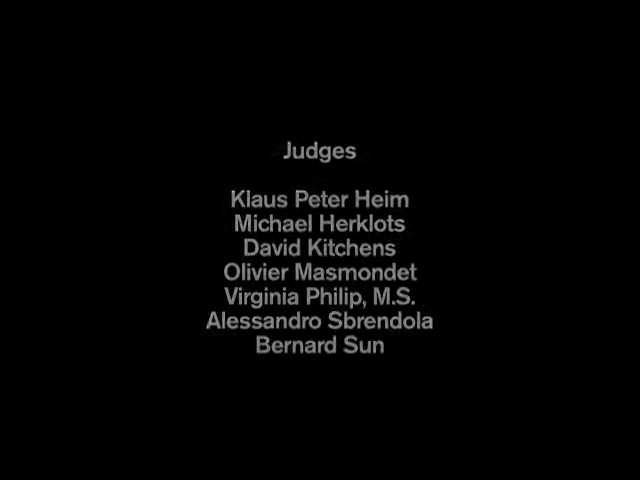 Judges
Klaus Peter Heim
Michael Herklots
David Kitchens
Olivier Masmondet
Virginia Philip, M.S.
Alessandro Sbrendola
Bernard Sun